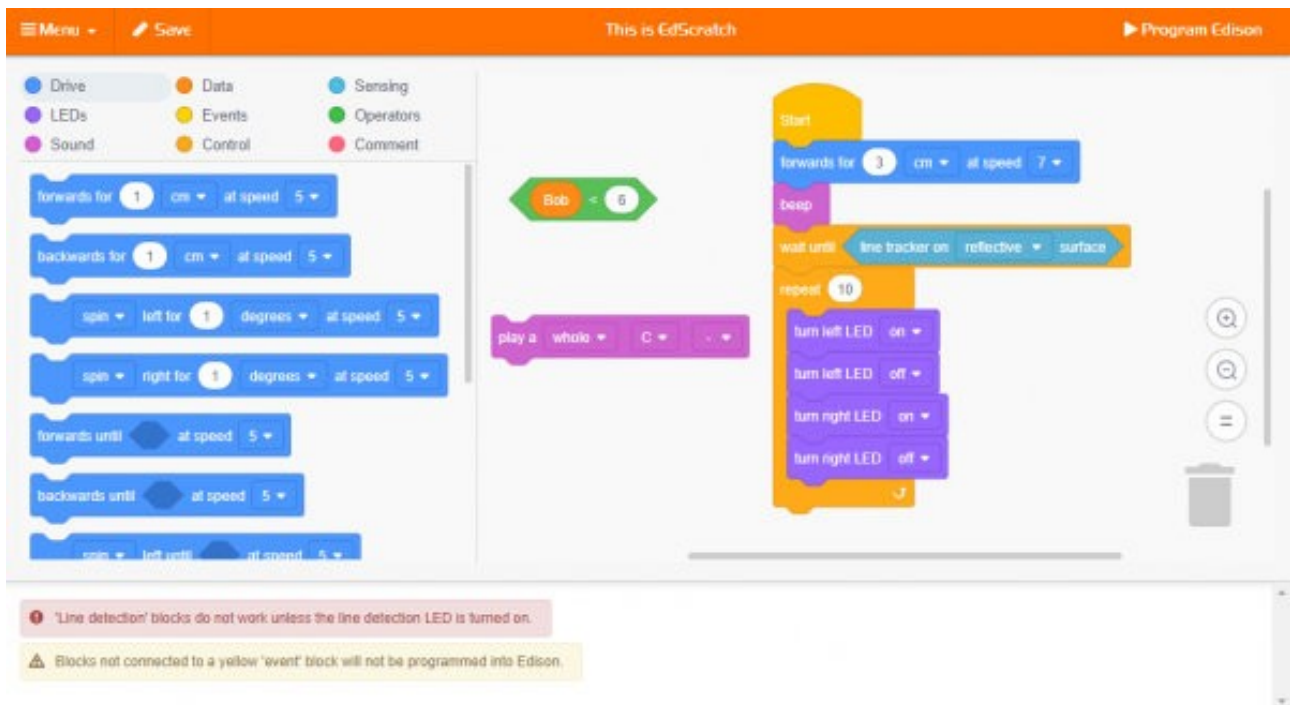 Menu Save This is EdScratch Program Edison
Drive Data Sensing
LEDs Events Operators
Sound Control Comment
forwards for 1 cm at speed 5
backwards for 1 cm at speed 5
spin left for 1 degrees at speed 5
spin right for 1 degrees at speed 5
forwards until at speed 5
backwards until at speed 5
spin left until at speed 5
Bob < 6
play a whole C -
Start
forwards for 3 cm at speed 7
beep
wait until line tracker on reflective surface
repeat 10
turn left LED on
turn left LED off
turn right LED on
turn right LED off
'Line detection' blocks do not work unless the line detection LED is turned on.
Blocks not connected to a yellow 'event' block will not be programmed into Edison.